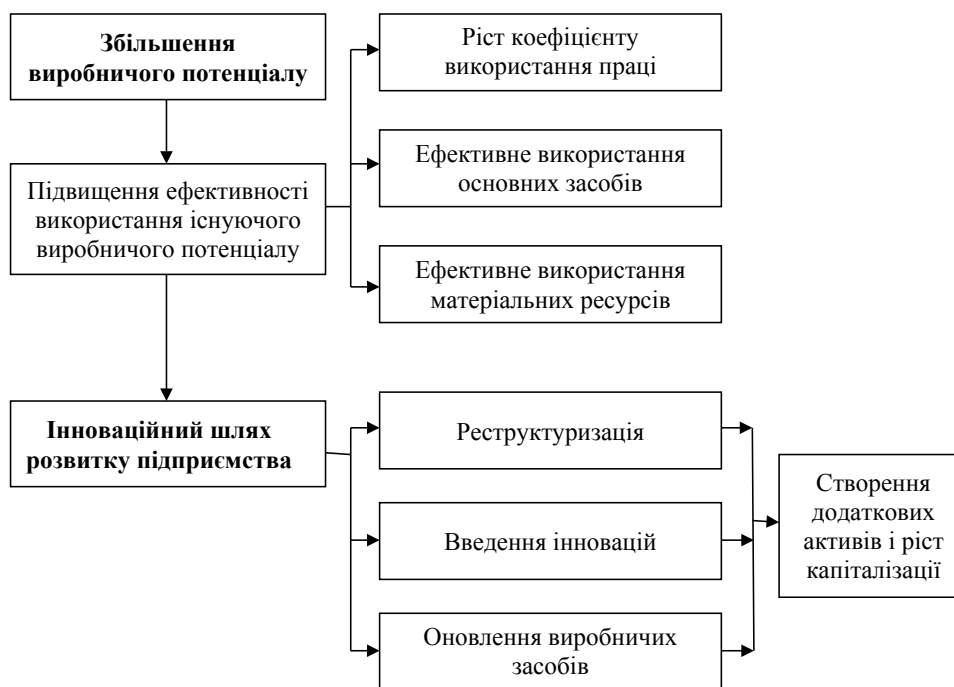 Збільшення
виробничого потенціалу
Ріст коефіцієнту
використання праці
Підвищення ефективності
використання існуючого
виробничого потенціалу
Ефективне використання
основних засобів
Ефективне використання
матеріальних ресурсів
Інноваційний шлях
розвитку підприємства
Реструктуризація
Введення інновацій
Оновлення виробничих
засобів
Створення
додаткових
активів і ріст
капіталізації